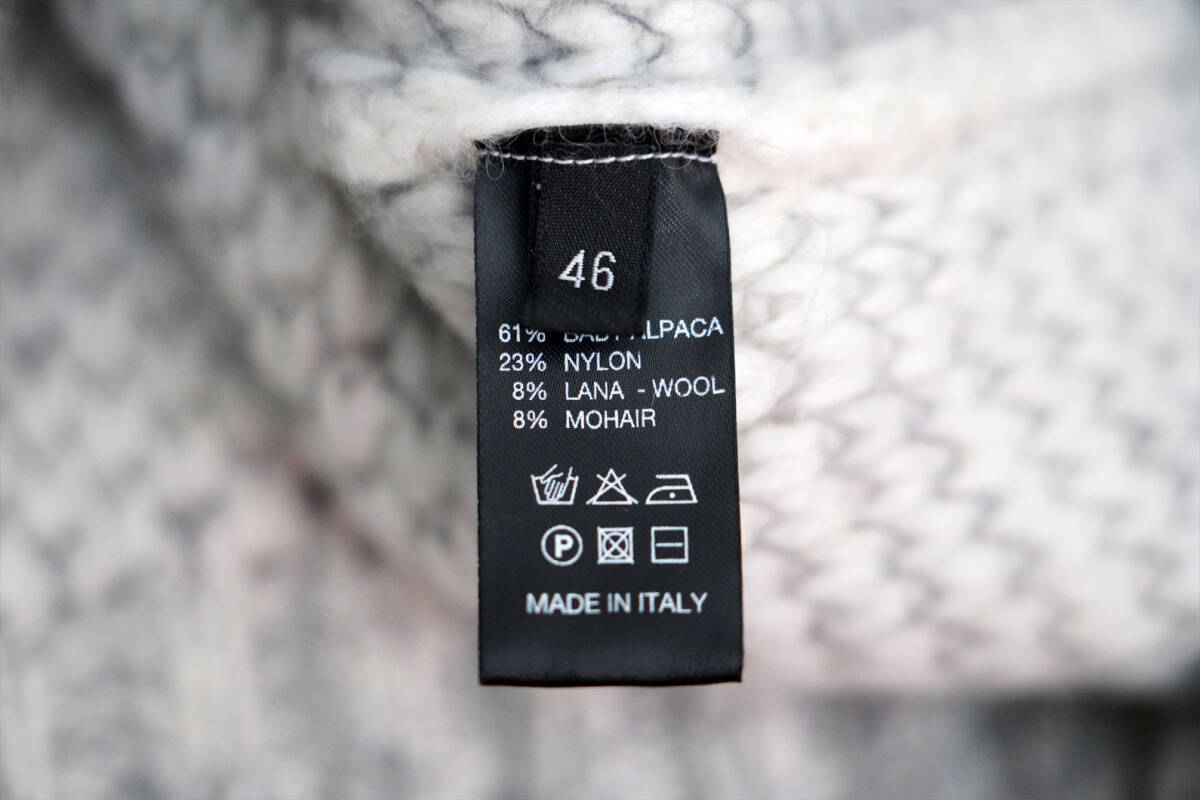 46
61% BABY ALPACA
23% NYLON
8% LANA - WOOL
8% MOHAIR
P
MADE IN ITALY